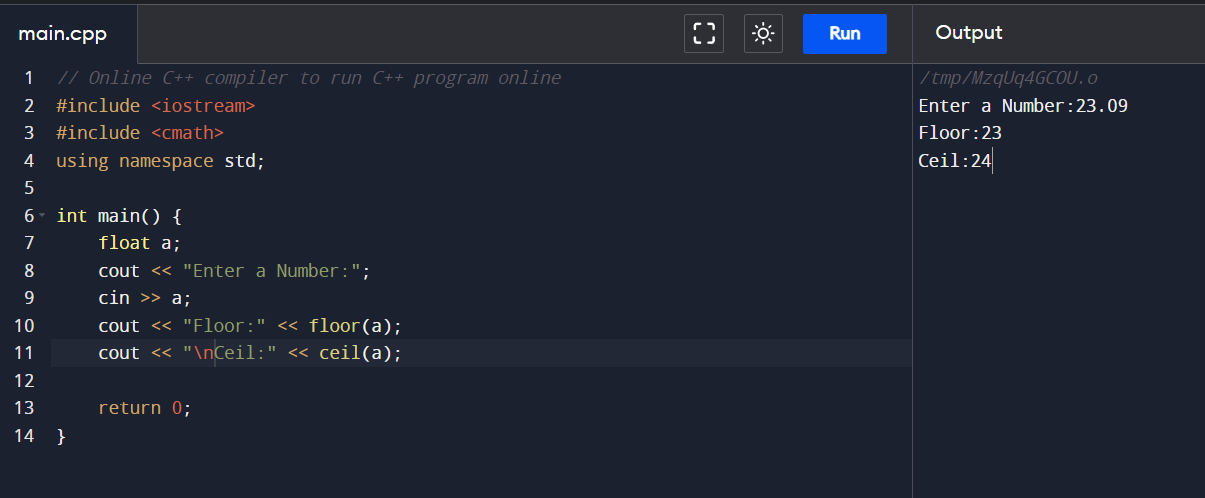 main.cpp
Run
Output
1 // Online C++ compiler to run C++ program online
2 #include <iostream>
3 #include <cmath>
4 using namespace std;
5
6 int main() {
7     float a;
8     cout << "Enter a Number:";
9     cin >> a;
10     cout << "Floor:" << floor(a);
11     cout << "\nCeil:" << ceil(a);
12
13     return 0;
14 }
/tmp/MzqUq4GCOU.o
Enter a Number:23.09
Floor:23
Ceil:24